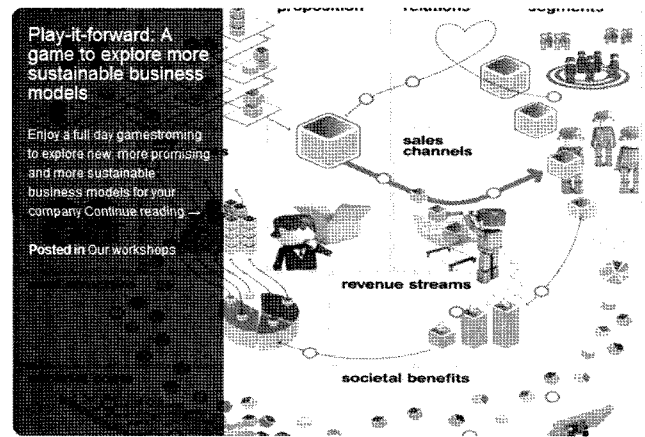 Play-it-forward. A
game to explore more
sustainable business
models
Enjoy a full day gamestroming
to explore new, more promising
and more sustainable
business models for your
company Continue reading →
Posted in Our workshops
proposition
relations
segments
sales
channels
revenue streams
societal benefits